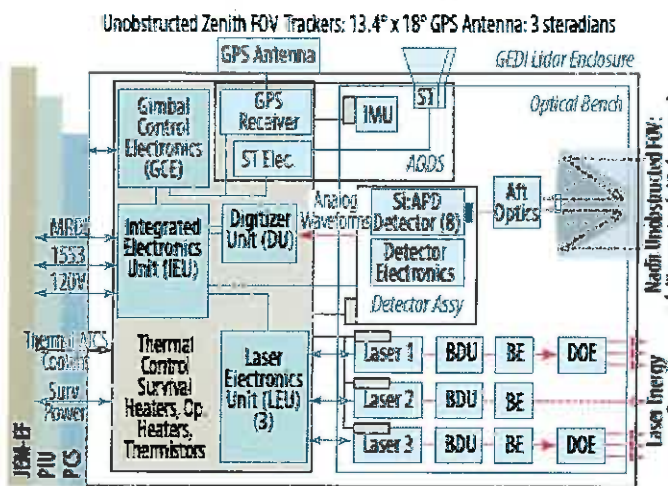 Unobstructed Zenith FOV Trackers: 13.4° x 18° GPS Antenna: 3 steradians
GPS Antenna
GEDI Lidar Enclosure
Gimbal
Control
Electronics
(GCE)
GPS
Receiver
ST Elec.
IMU
ST
AODS
Optical Bench
MRDL
1553
120V
Integrated
Electronics
Unit (IEU)
Digitizer
Unit (DU)
Analog
Waveforms
Si:APD
Detector (8)
Detector
Electronics
Detector Assy
Aft
Optics
Nadir Unobstructed FOV:
Thermal ATCS
Cooling
Surv.
Power
Thermal
Control
Survival
Heaters, Op
Heaters,
Thermistors
Laser
Electronics
Unit (LEU)
(3)
Laser 1
BDU
BE
DOE
Laser 2
BDU
BE
Laser 3
BDU
BE
DOE
Laser Energy
JEM-EF
PIU
PCS